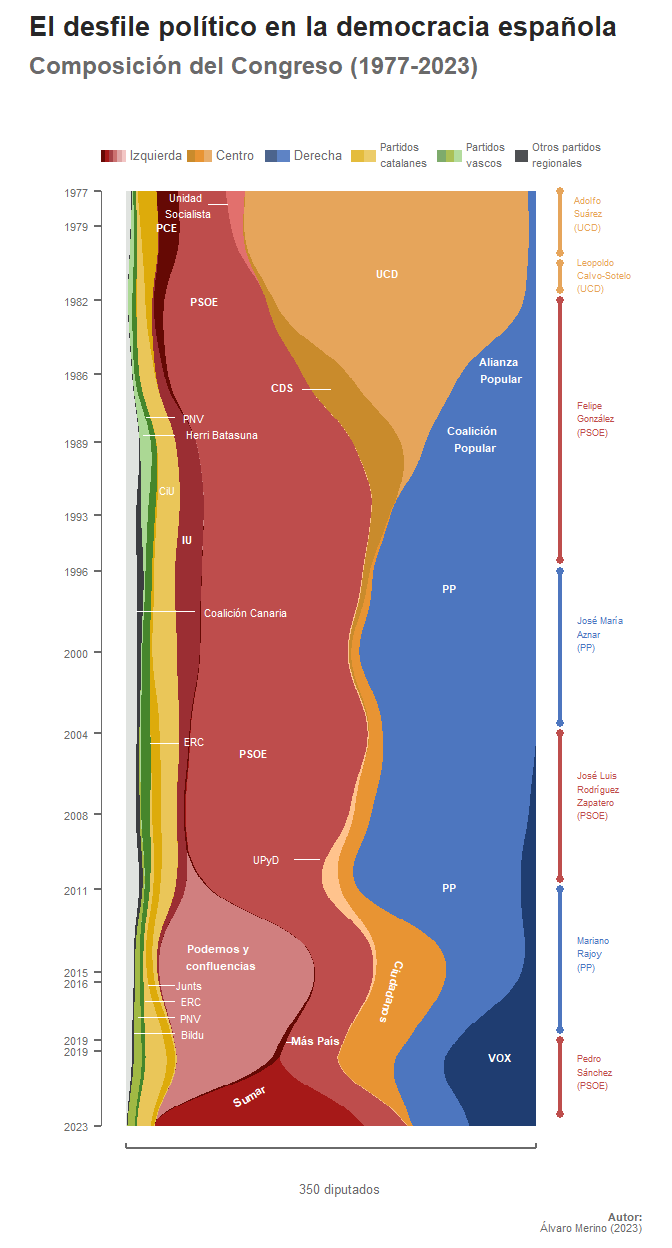 El desfile político en la democracia española
Composición del Congreso (1977-2023)
Izquierda
Centro
Derecha
Partidos
catalanes
Partidos
vascos
Otros partidos
regionales
1977
1979
1982
1986
1989
1993
1996
2000
2004
2008
2011
2015
2016
2019
2019
2023
Unidad
Socialista
PCE
UCD
PSOE
Alianza
Popular
CDS
PNV
Coalición
Popular
Herri Batasuna
CiU
IU
PP
Coalición Canaria
ERC
PSOE
UPyD
PP
Podemos y
confluencias
Ciudadanos
Junts
ERC
PNV
Bildu
Más País
VOX
Sumar
Adolfo
Suárez
(UCD)
Leopoldo
Calvo-Sotelo
(UCD)
Felipe
González
(PSOE)
José María
Aznar
(PP)
José Luis
Rodríguez
Zapatero
(PSOE)
Mariano
Rajoy
(PP)
Pedro
Sánchez
(PSOE)
350 diputados
Autor:
Álvaro Merino (2023)